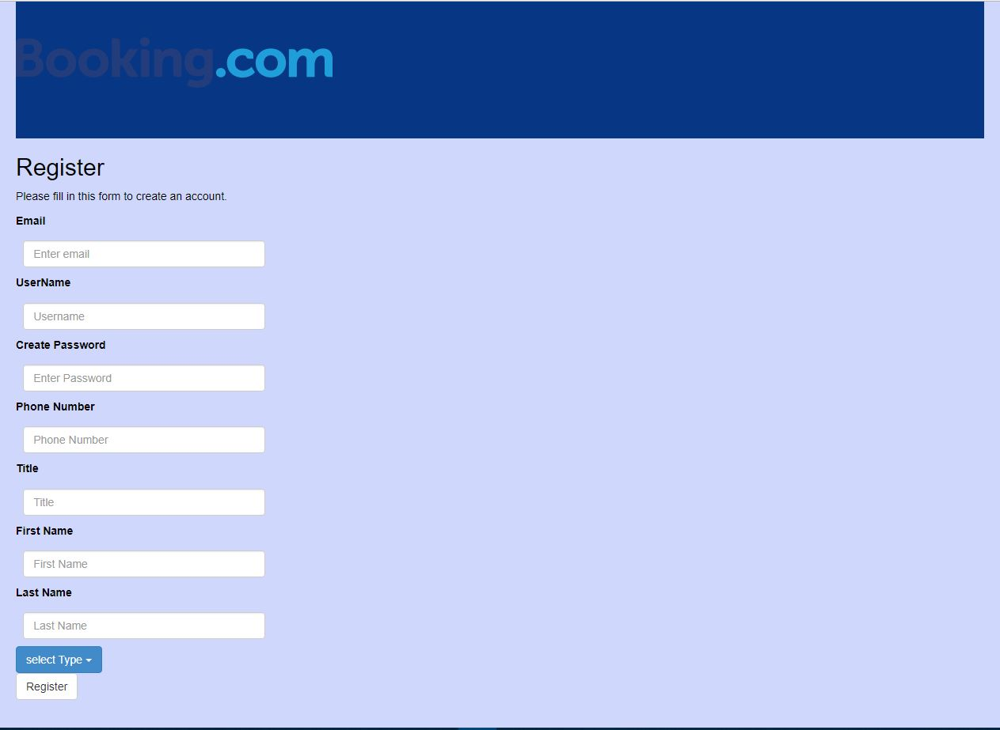 Booking.com
Register
Please fill in this form to create an account.
Email
Enter email
UserName
Username
Create Password
Enter Password
Phone Number
Phone Number
Title
Title
First Name
First Name
Last Name
Last Name
select Type
Register